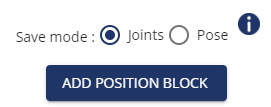 Save mode : Joints Pose i
ADD POSITION BLOCK